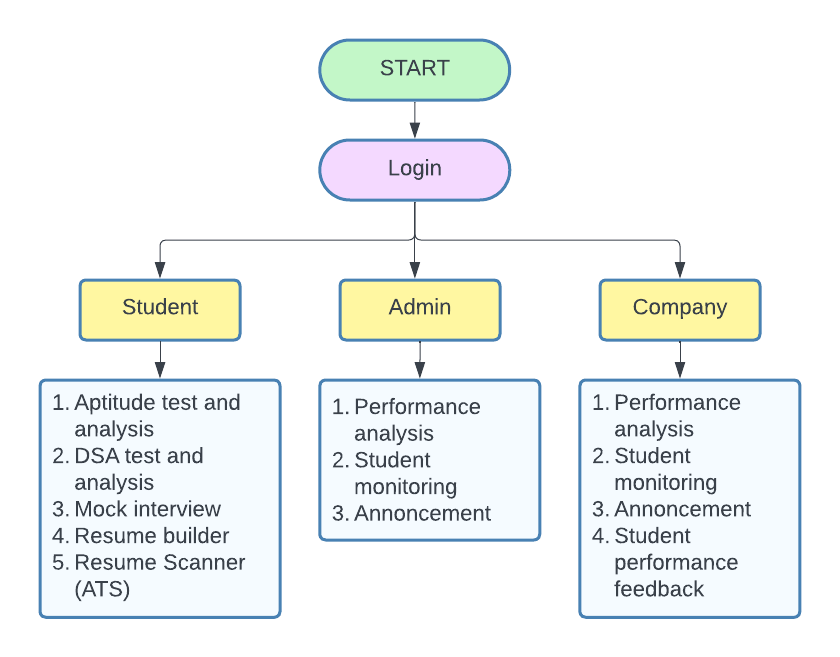 START
Login
Student
Admin
Company
1. Aptitude test and
analysis
2. DSA test and
analysis
3. Mock interview
4. Resume builder
5. Resume Scanner
(ATS)
1. Performance
analysis
2. Student
monitoring
3. Annoncement
1. Performance
analysis
2. Student
monitoring
3. Annoncement
4. Student
performance
feedback